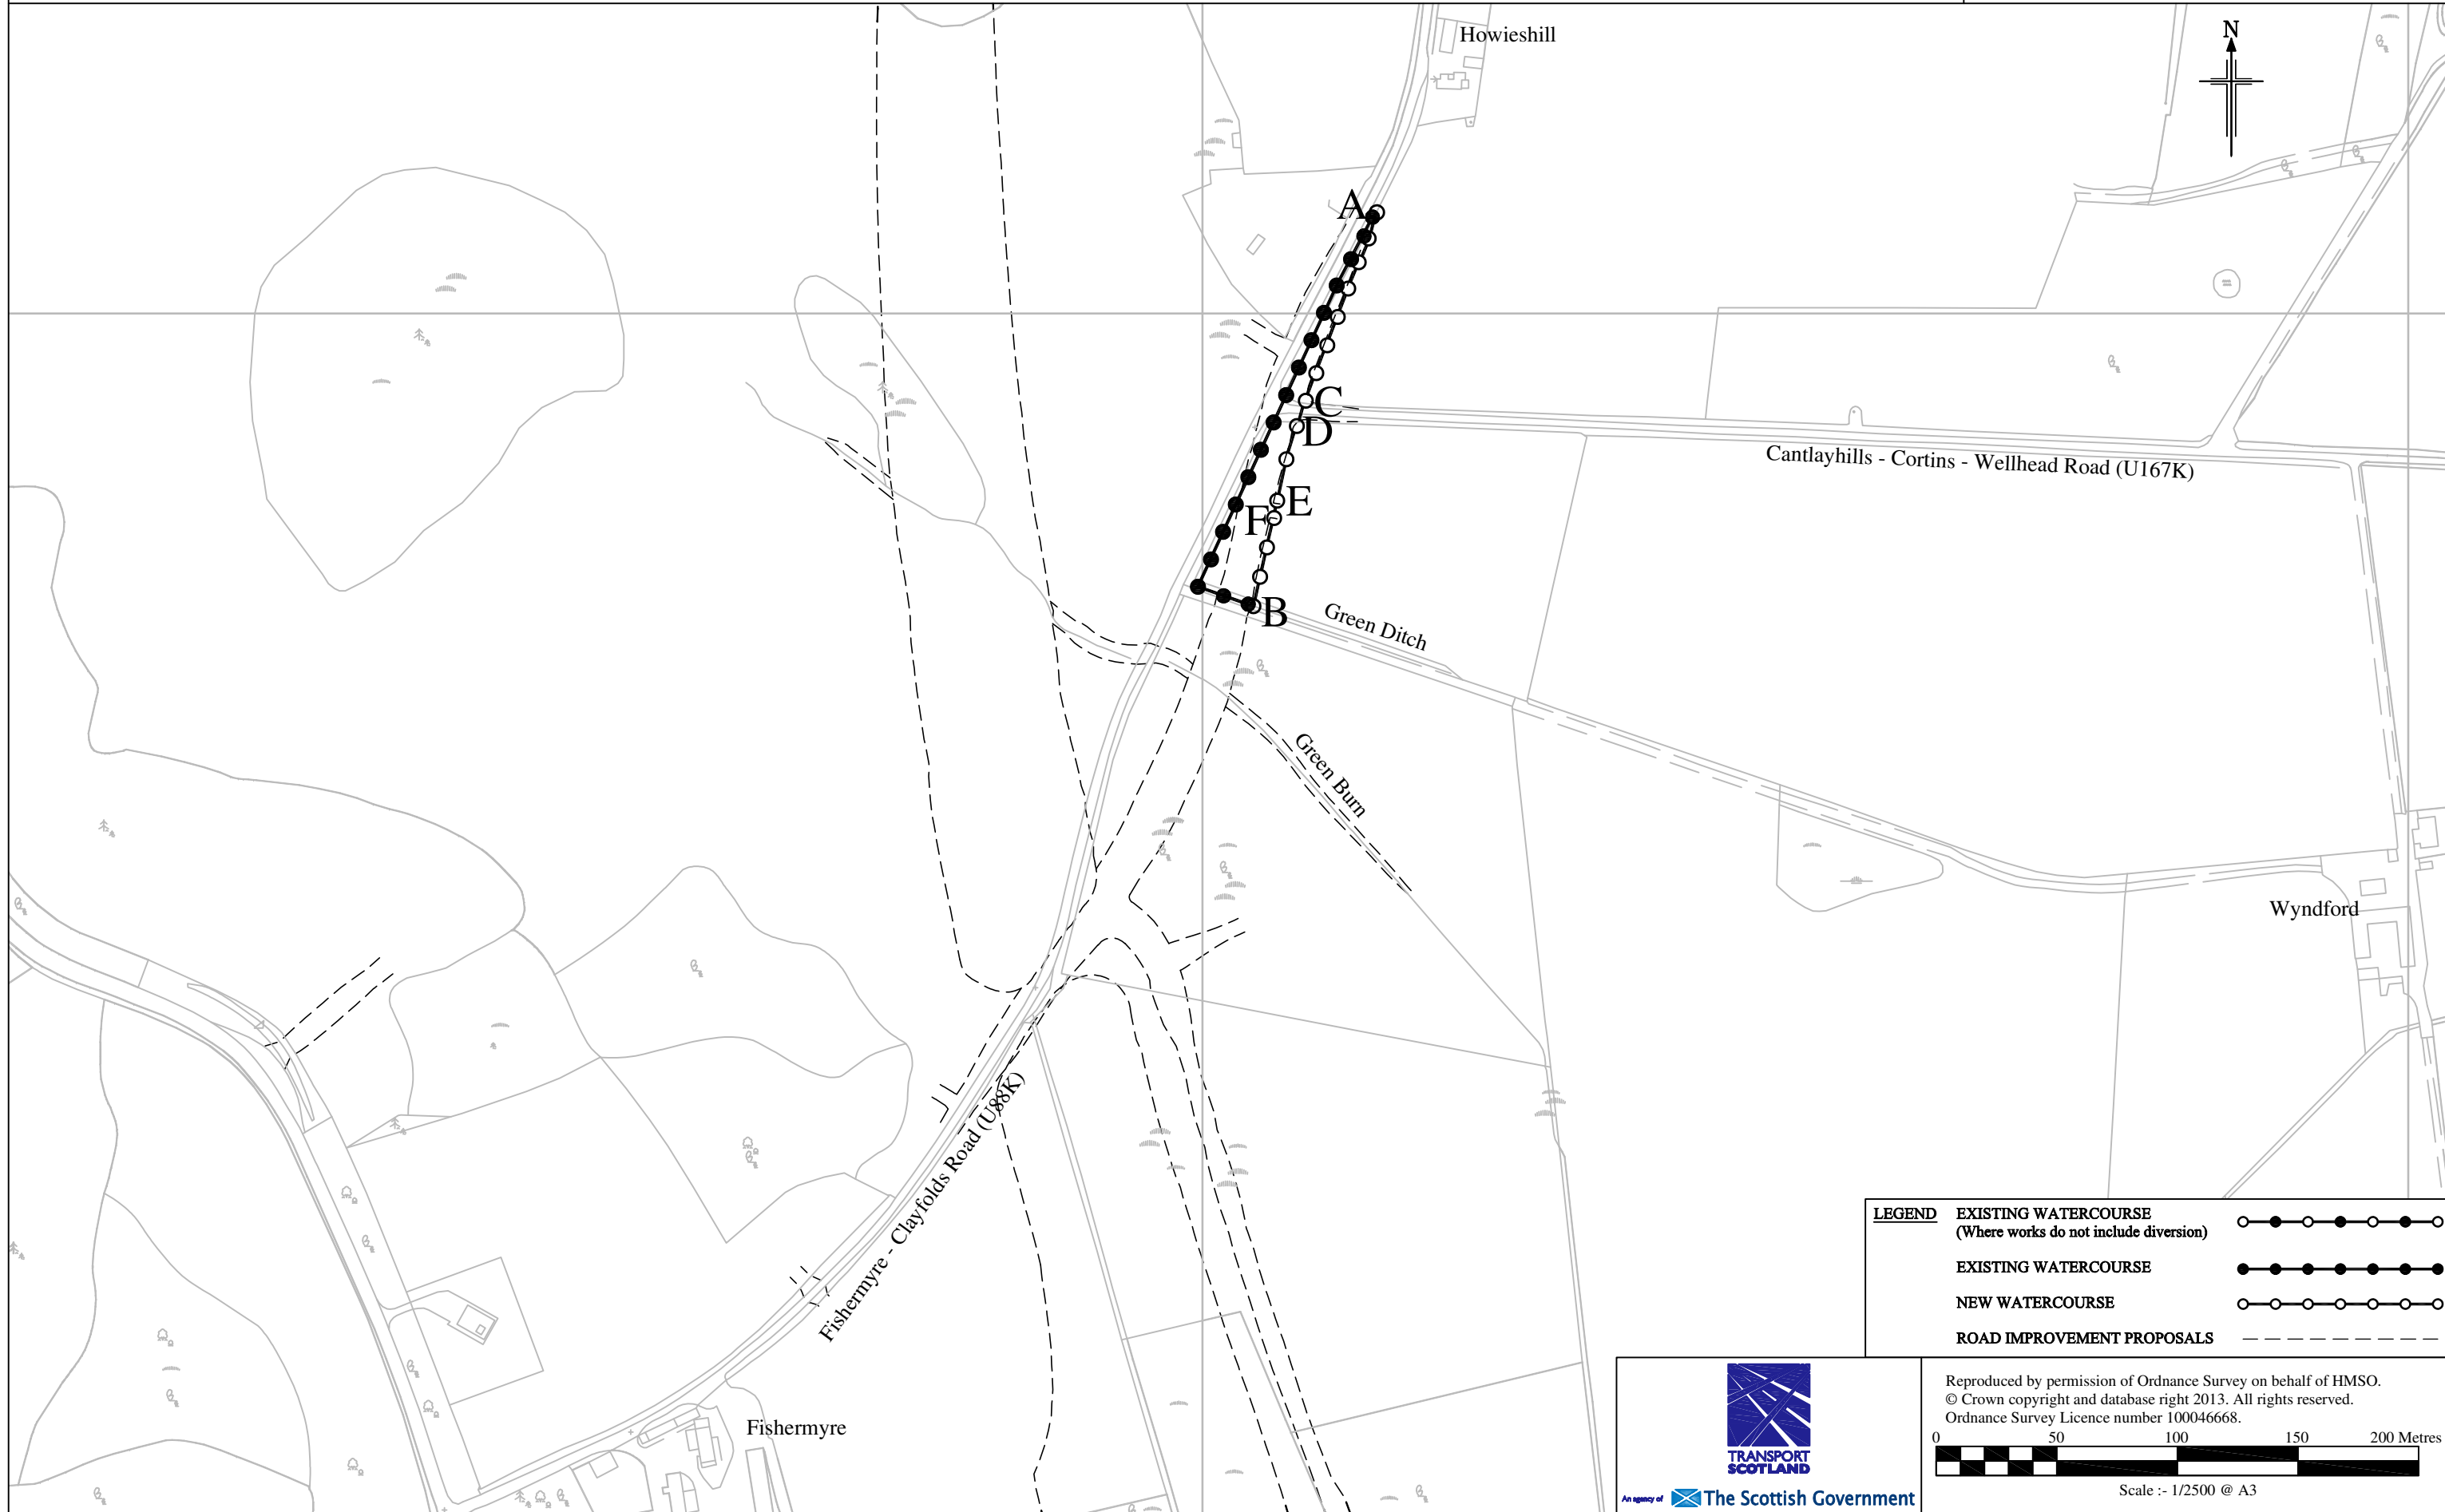 Howieshill
N
A
C
D
Cantlayhills - Cortins - Wellhead Road (U167K)
E
F
B
Green Ditch
Green Burn
Wyndford
Fishermyre - Clayfolds Road (U88K)
Fishermyre
LEGEND
EXISTING WATERCOURSE
(Where works do not include diversion)
EXISTING WATERCOURSE
NEW WATERCOURSE
ROAD IMPROVEMENT PROPOSALS
TRANSPORT
SCOTLAND
An agency of The Scottish Government
Reproduced by permission of Ordnance Survey on behalf of HMSO.
© Crown copyright and database right 2013. All rights reserved.
Ordnance Survey Licence number 100046668.
0 50 100 150 200 Metres
Scale :- 1/2500 @ A3